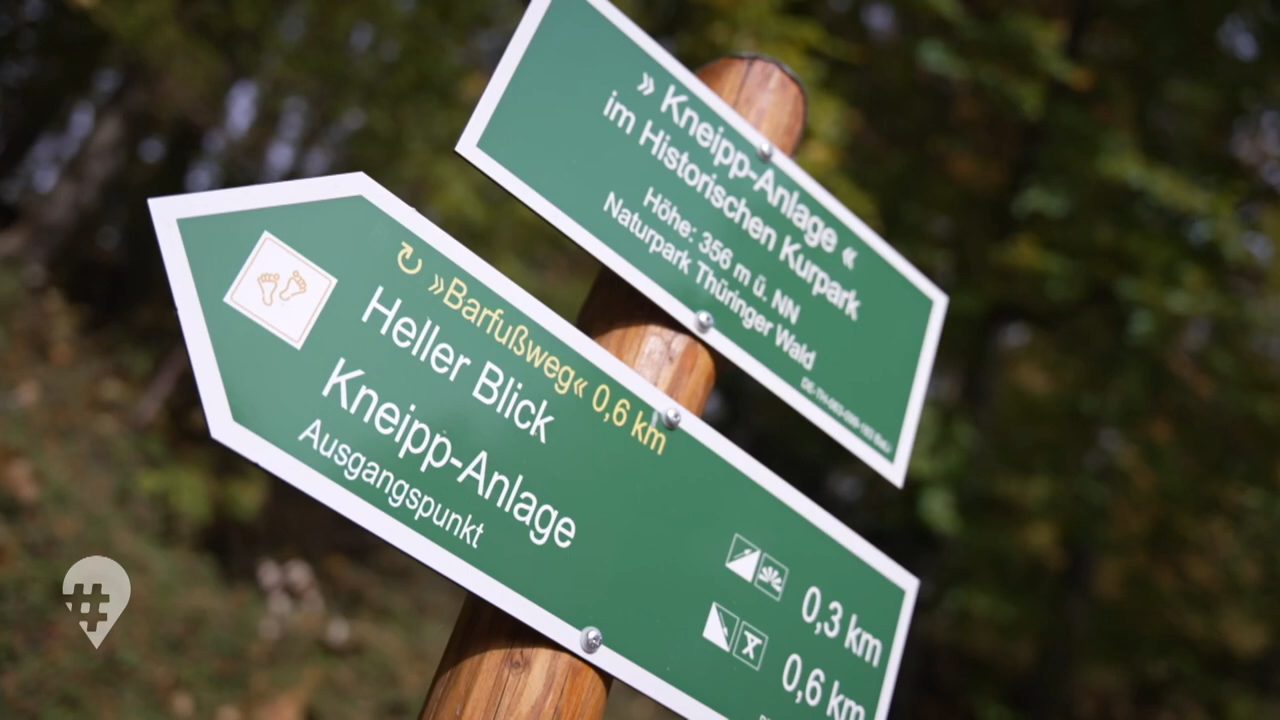 » Kneipp-Anlage «
im Historischen Kurpark
Höhe: 356 m ü. NN
Naturpark Thüringer Wald
»Barfußweg« 0,6 km
Heller Blick 0,3 km
Kneipp-Anlage 0,6 km
Ausgangspunkt
#